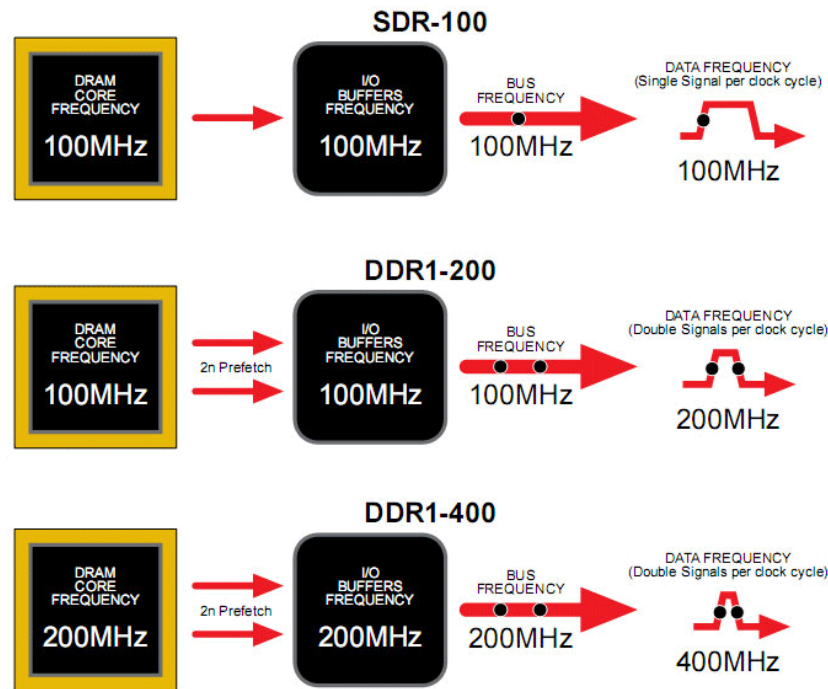 SDR-100
DRAM
CORE
FREQUENCY
100MHz
I/O
BUFFERS
FREQUENCY
100MHz
BUS
FREQUENCY
100MHz
DATA FREQUENCY
(Single Signal per clock cycle)
100MHz
DDR1-200
DRAM
CORE
FREQUENCY
100MHz
2n Prefetch
I/O
BUFFERS
FREQUENCY
100MHz
BUS
FREQUENCY
100MHz
DATA FREQUENCY
(Double Signals per clock cycle)
200MHz
DDR1-400
DRAM
CORE
FREQUENCY
200MHz
2n Prefetch
I/O
BUFFERS
FREQUENCY
200MHz
BUS
FREQUENCY
200MHz
DATA FREQUENCY
(Double Signals per clock cycle)
400MHz